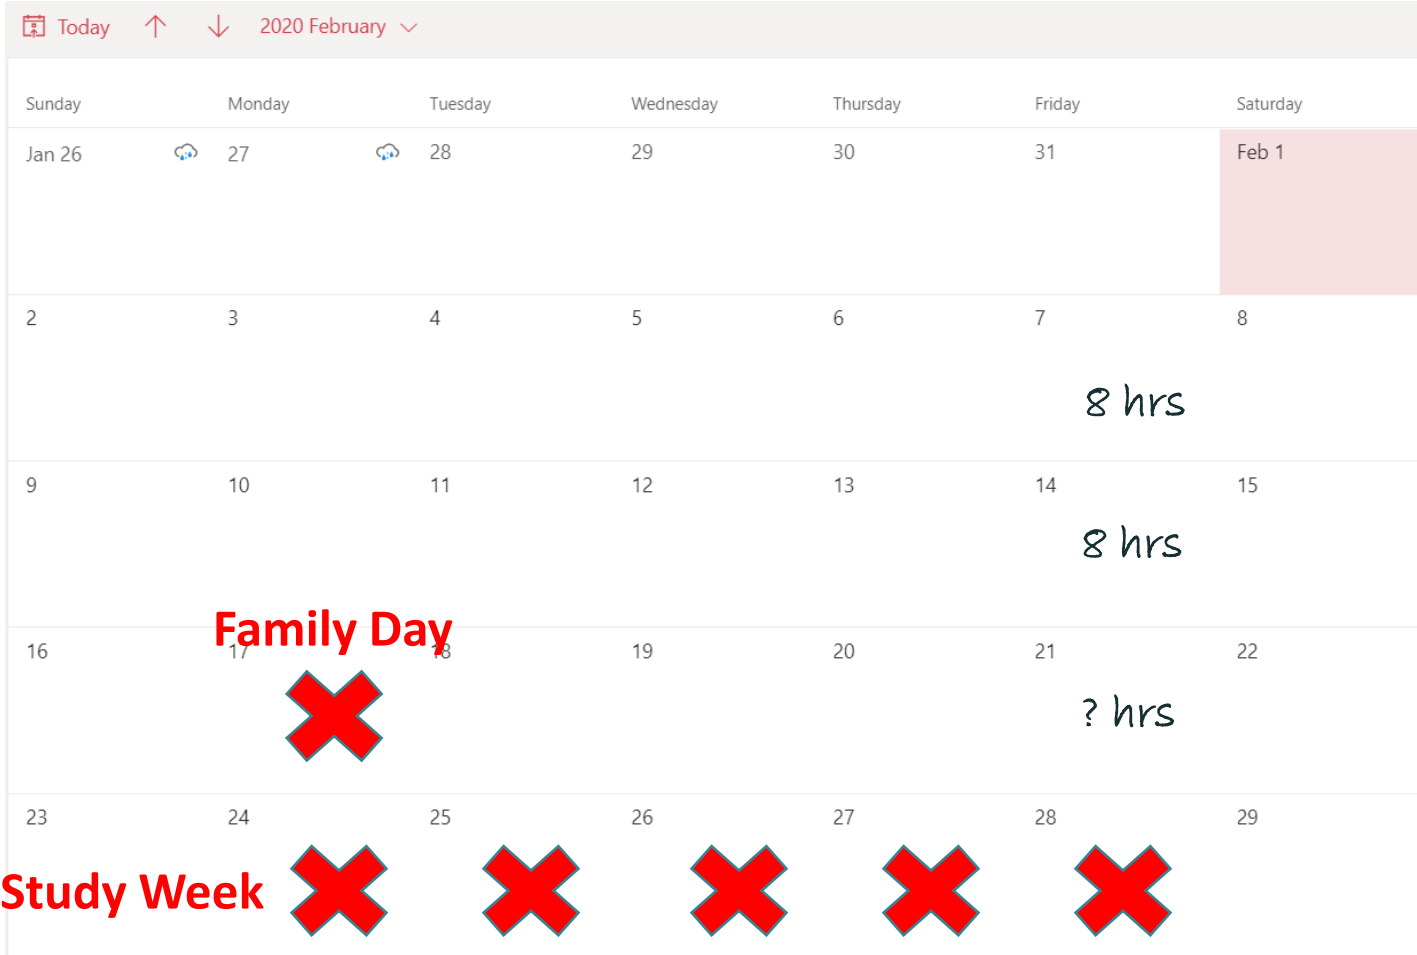 Today 2020 February
Sunday Monday Tuesday Wednesday Thursday Friday Saturday
Jan 26 27 28 29 30 31 Feb 1
2 3 4 5 6 7 8
8 hrs
9 10 11 12 13 14 15
8 hrs
Family Day
16 17 18 19 20 21 22
? hrs
23 24 25 26 27 28 29
Study Week